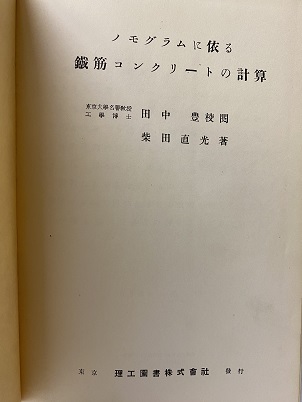 ノモグラムに依る
鐵筋コンクリートの計算
東京大學名譽教授
工學博士 田中 豊校閲
柴田直光著
東京 理工圖書株式會社 發行